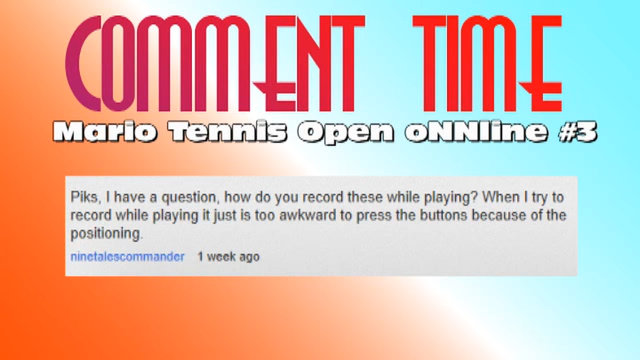 COMMENT TIME
Mario Tennis Open oNNline #3
Piks, I have a question, how do you record these while playing? When I try to
record while playing it just is too awkward to press the buttons because of the
positioning.
ninetalescommander 1 week ago